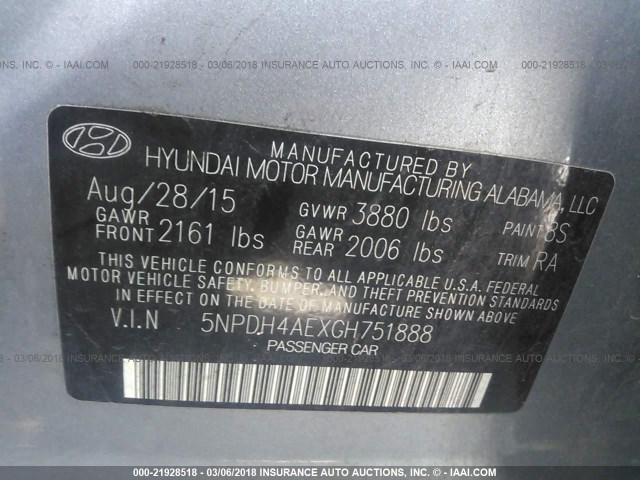 000-21928518 - 03/06/2018 INSURANCE AUTO AUCTIONS, INC. © - IAAI.COM
MANUFACTURED BY
HYUNDAI MOTOR MANUFACTURING ALABAMA, LLC
Aug/28/15 GVWR 3880 lbs PAINT 8S
GAWR FRONT 2161 lbs GAWR REAR 2006 lbs TRIM RA
THIS VEHICLE CONFORMS TO ALL APPLICABLE U.S.A. FEDERAL
MOTOR VEHICLE SAFETY, BUMPER, AND THEFT PREVENTION STANDARDS
IN EFFECT ON THE DATE OF MANUFACTURE SHOWN ABOVE.
V.I.N 5NPDH4AEXGH751888
PASSENGER CAR
000-21928518 - 03/06/2018 INSURANCE AUTO AUCTIONS, INC. © - IAAI.COM